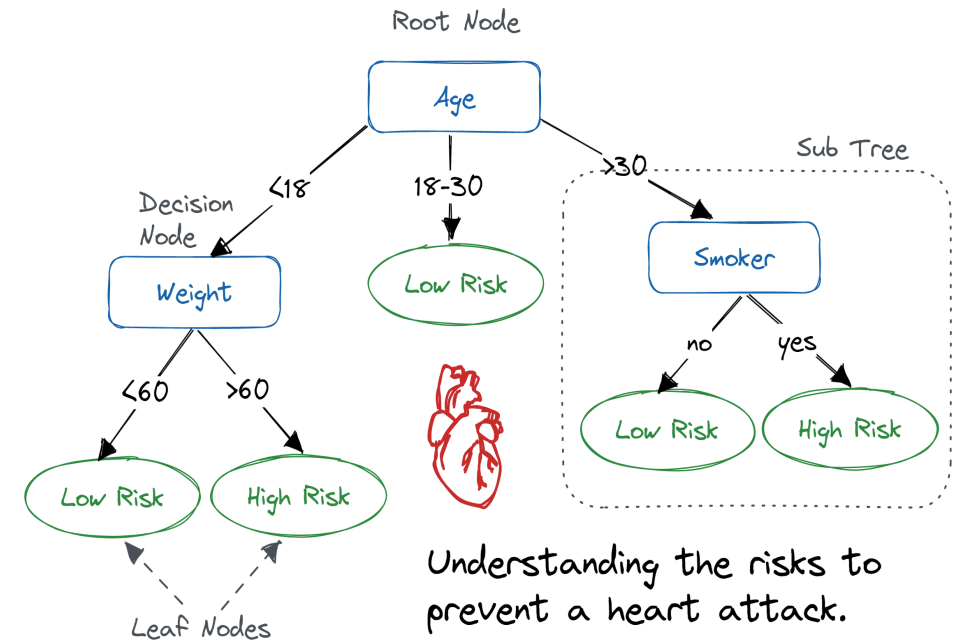 Root Node
Age
Sub Tree
<18
18-30
>30
Decision
Node
Weight
Low Risk
Smoker
<60
>60
no
yes
Low Risk
High Risk
Low Risk
High Risk
Leaf Nodes
Understanding the risks to
prevent a heart attack.